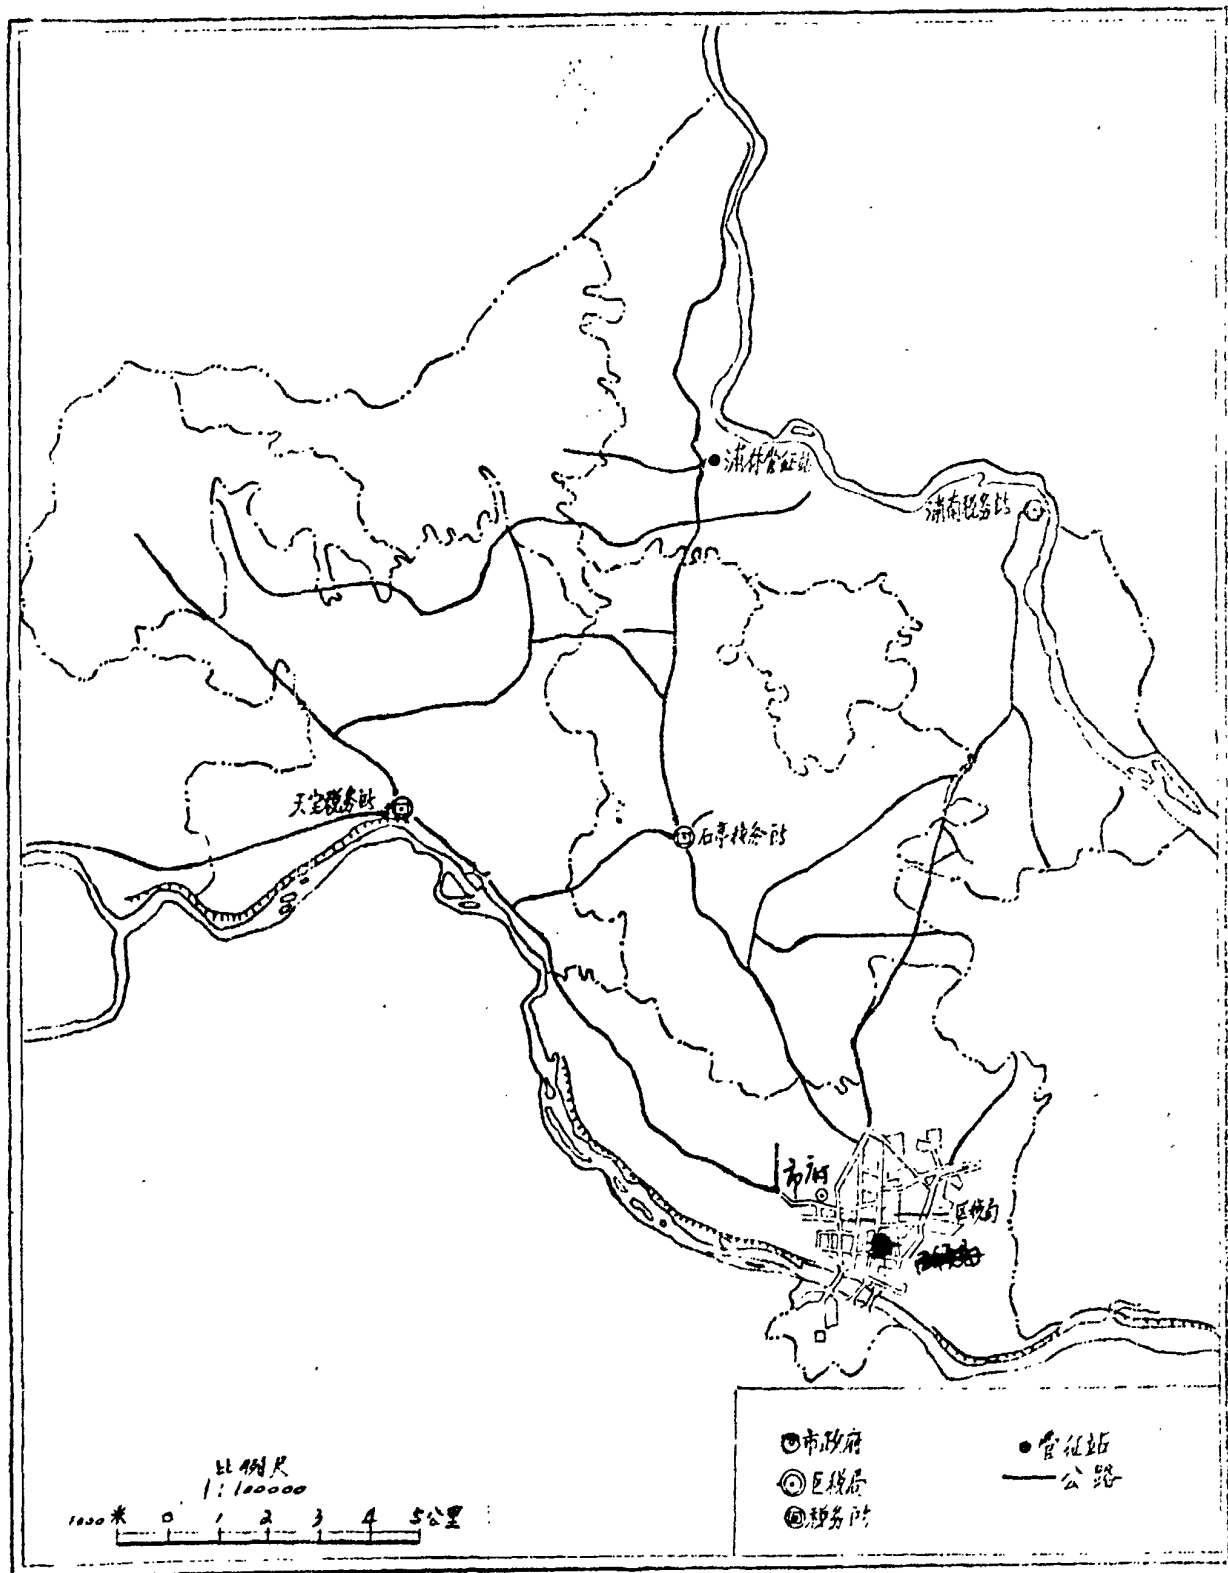 浦林管征站
浦南税务所
天宝税务所
石亭税务所
市府
区税局
市政府
管征站
区税局
公路
税务所
比例尺
1:100000
1000米 0 1 2 3 4 5公里